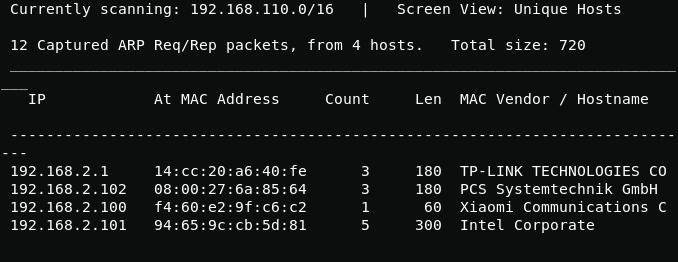 Currently scanning: 192.168.110.0/16   |   Screen View: Unique Hosts
12 Captured ARP Req/Rep packets, from 4 hosts.   Total size: 720
_____________________________________________________________________________
IP            At MAC Address     Count     Len  MAC Vendor / Hostname
-----------------------------------------------------------------------------
192.168.2.1     14:cc:20:a6:40:fe      3     180  TP-LINK TECHNOLOGIES CO
192.168.2.102   08:00:27:6a:85:64      3     180  PCS Systemtechnik GmbH
192.168.2.100   f4:60:e2:9f:c6:c2      1      60  Xiaomi Communications C
192.168.2.101   94:65:9c:cb:5d:81      5     300  Intel Corporate